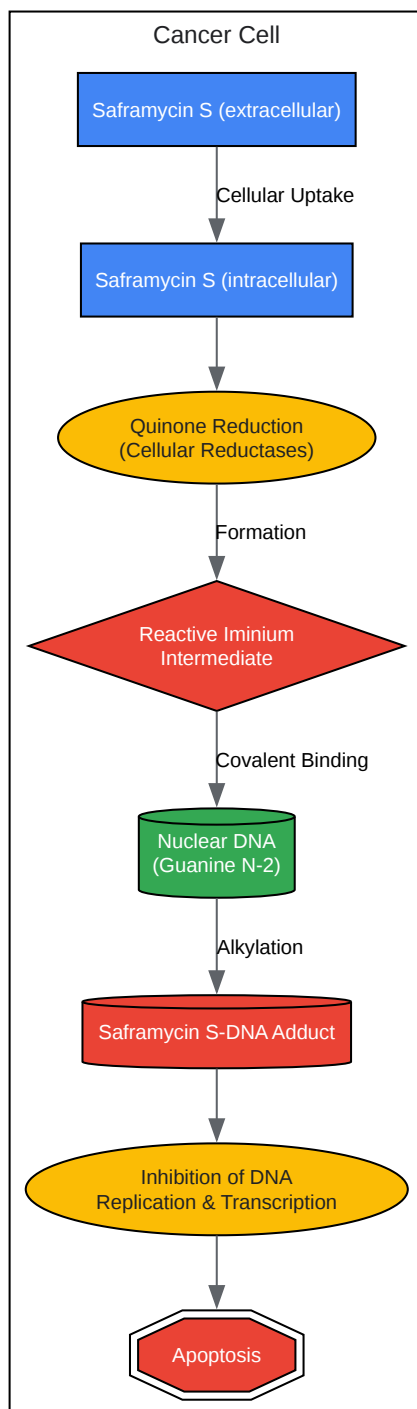 Cancer Cell
Saframycin S (extracellular)
Cellular Uptake
Saframycin S (intracellular)
Quinone Reduction
(Cellular Reductases)
Formation
Reactive Iminium
Intermediate
Covalent Binding
Nuclear DNA
(Guanine N-2)
Alkylation
Saframycin S-DNA Adduct
Inhibition of DNA
Replication & Transcription
Apoptosis